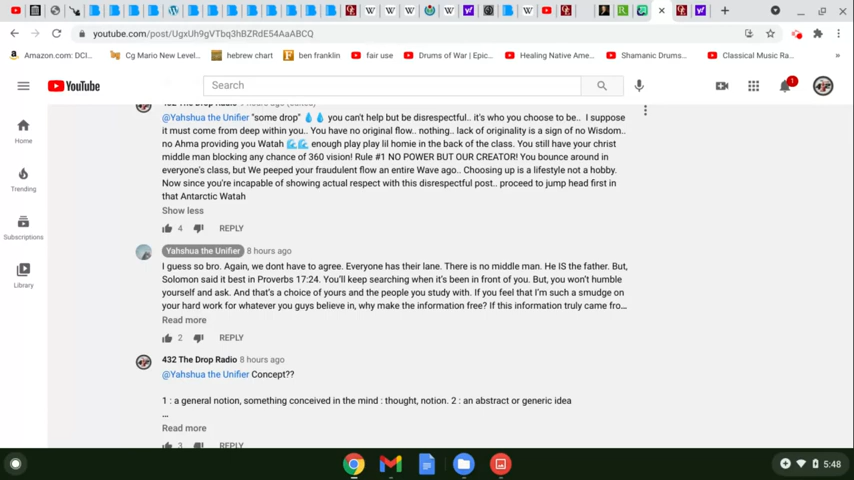 youtube.com/post/UgxUh9gVTbq3hBZRdE54AaABCQ
Amazon.com: DCI... Cg Mario New Level... hebrew chart ben franklin fair use Drums of War | Epic... Healing Native Ame... Shamanic Drums... Classical Music Ra...
YouTube
Search
1
Home
Trending
Subscriptions
Library
432 The Drop Radio 9 hours ago (edited)
@Yahshua the Unifier "some drop" 💧💧 you can't help but be disrespectful.. it's who you choose to be.. I suppose
it must come from deep within you.. You have no original flow.. nothing.. lack of originality is a sign of no Wisdom..
no Ahma providing you Watah 🌊🌊 enough play play lil homie in the back of the class. You still have your christ
middle man blocking any chance of 360 vision! Rule #1 NO POWER BUT OUR CREATOR! You bounce around in
everyone's class, but We peeped your fraudulent flow an entire Wave ago.. Choosing up is a lifestyle not a hobby.
Now since you're incapable of showing actual respect with this disrespectful post.. proceed to jump head first in
that Antarctic Watah
Show less
4 REPLY
Yahshua the Unifier 8 hours ago
I guess so bro. Again, we dont have to agree. Everyone has their lane. There is no middle man. He IS the father. But,
Solomon said it best in Proverbs 17:24. You'll keep searching when it's been in front of you. But, you won't humble
yourself and ask. And that's a choice of yours and the people you study with. If you feel that I'm such a smudge on
your hard work for whatever you guys believe in, why make the information free? If this information truly came fro...
Read more
2 REPLY
432 The Drop Radio 8 hours ago
@Yahshua the Unifier Concept??
1 : a general notion, something conceived in the mind : thought, notion. 2 : an abstract or generic idea
...
Read more
3 REPLY
5:48